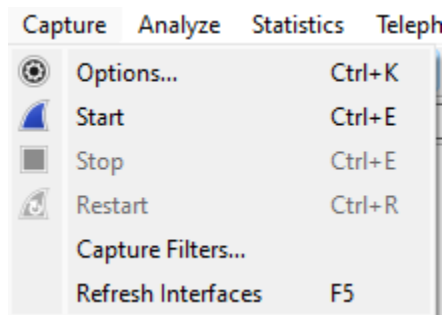 Capture Analyze Statistics Teleph
Options... Ctrl+K
Start Ctrl+E
Stop Ctrl+E
Restart Ctrl+R
Capture Filters...
Refresh Interfaces F5